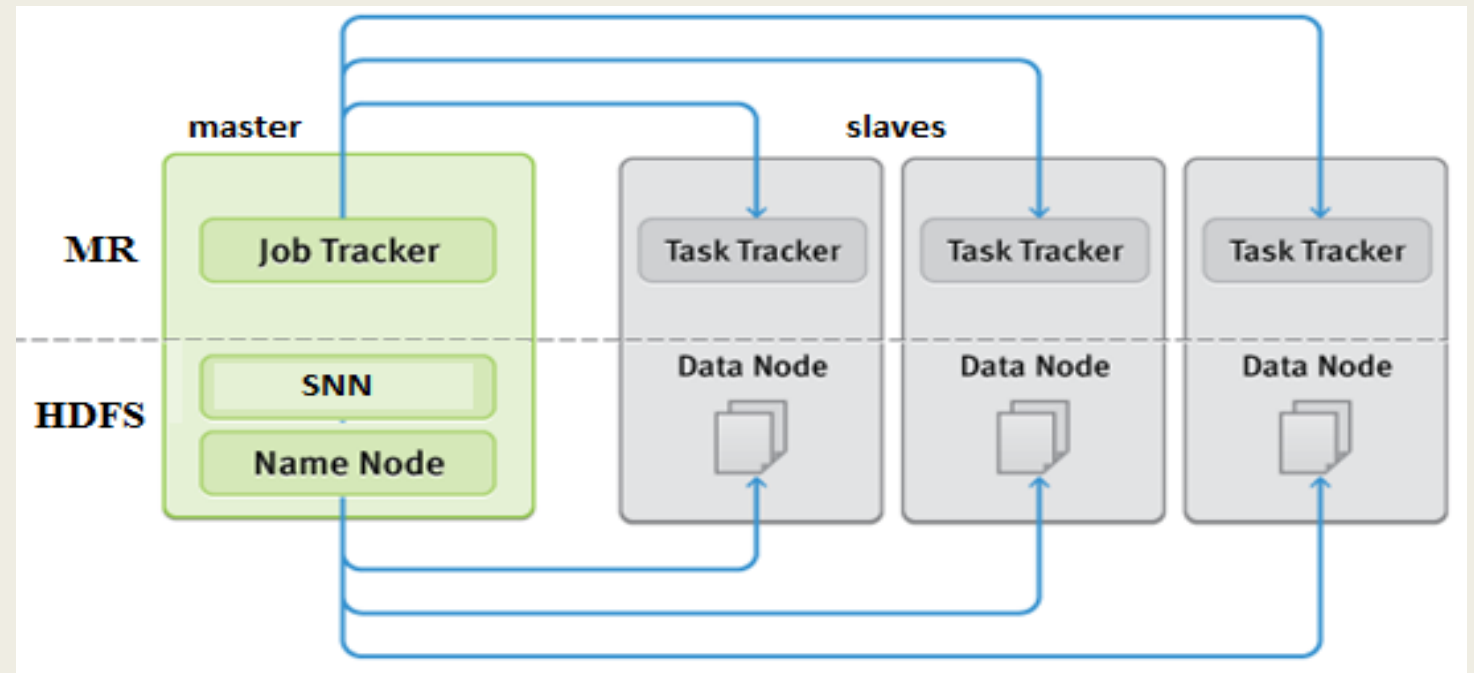 master
slaves
MR
Job Tracker
Task Tracker
Task Tracker
Task Tracker
HDFS
SNN
Name Node
Data Node
Data Node
Data Node